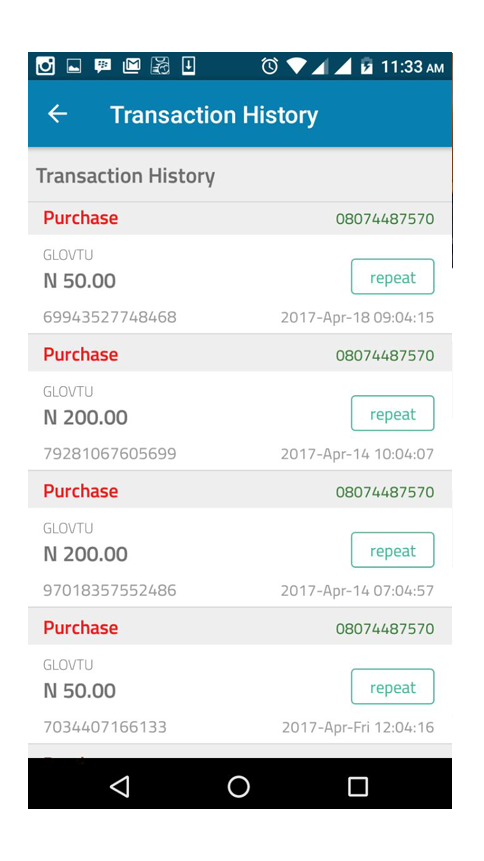 11:33 AM
Transaction History
Transaction History
Purchase 08074487570
GLOVTU
N 50.00 repeat
69943527748468 2017-Apr-18 09:04:15
Purchase 08074487570
GLOVTU
N 200.00 repeat
79281067605699 2017-Apr-14 10:04:07
Purchase 08074487570
GLOVTU
N 200.00 repeat
97018357552486 2017-Apr-14 07:04:57
Purchase 08074487570
GLOVTU
N 50.00 repeat
7034407166133 2017-Apr-Fri 12:04:16